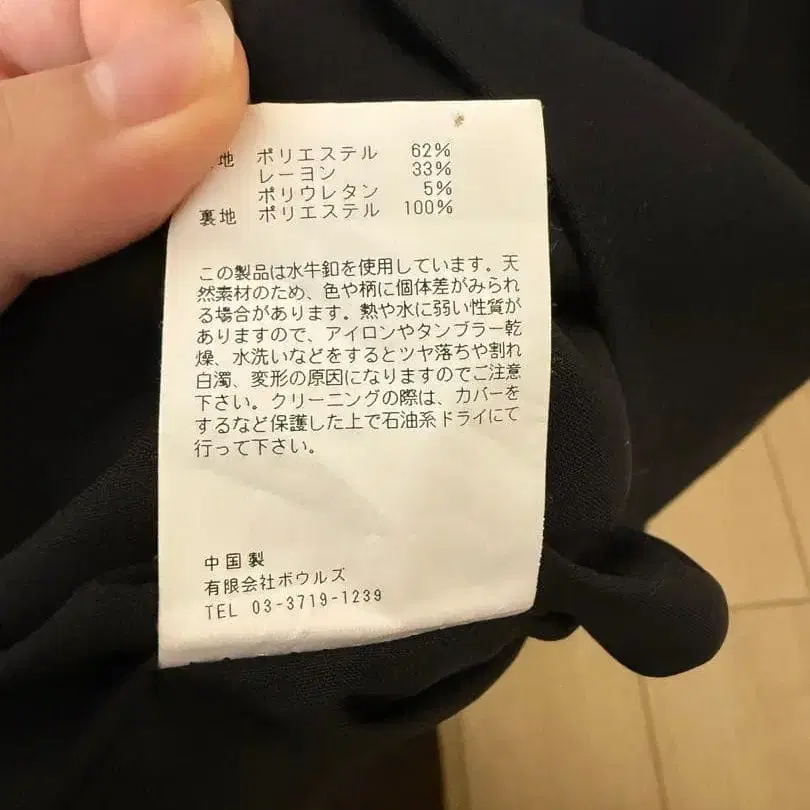 地 ポリエステル 62%
レーヨン 33%
ポリウレタン 5%
裏地 ポリエステル 100%
この製品は水牛釦を使用しています。天
然素材のため、色や柄に個体差がみられ
る場合があります。熱や水に弱い性質が
ありますので、アイロンやタンブラー乾
燥、水洗いなどをするとツヤ落ちや割れ
白濁、変形の原因になりますのでご注意
下さい。クリーニングの際は、カバーを
するなど保護した上で石油系ドライにて
行って下さい。
中国製
有限会社ボウルズ
TEL 03-3719-1239